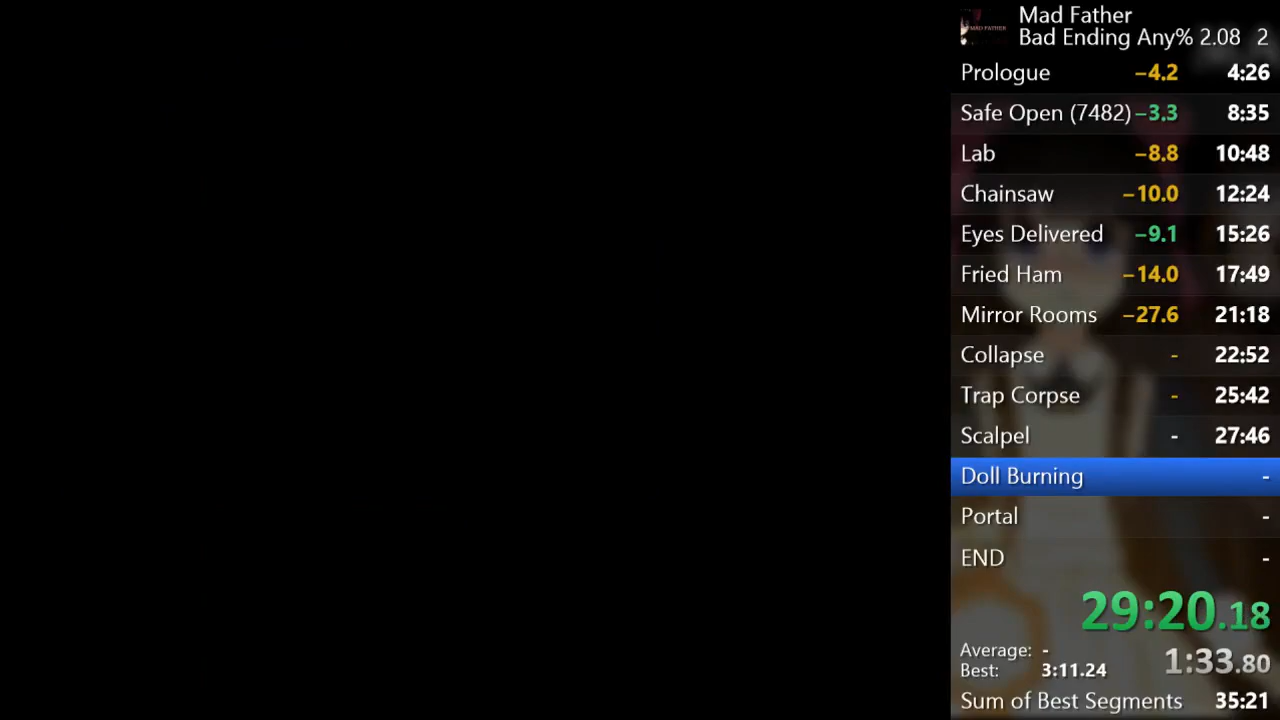 Mad Father
Bad Ending Any% 2.08 2
Prologue −4.2 4:26
Safe Open (7482) −3.3 8:35
Lab −8.8 10:48
Chainsaw −10.0 12:24
Eyes Delivered −9.1 15:26
Fried Ham −14.0 17:49
Mirror Rooms −27.6 21:18
Collapse - 22:52
Trap Corpse - 25:42
Scalpel - 27:46
Doll Burning -
Portal -
END -
29:20.18
Average: -
Best: 3:11.24
1:33.80
Sum of Best Segments 35:21